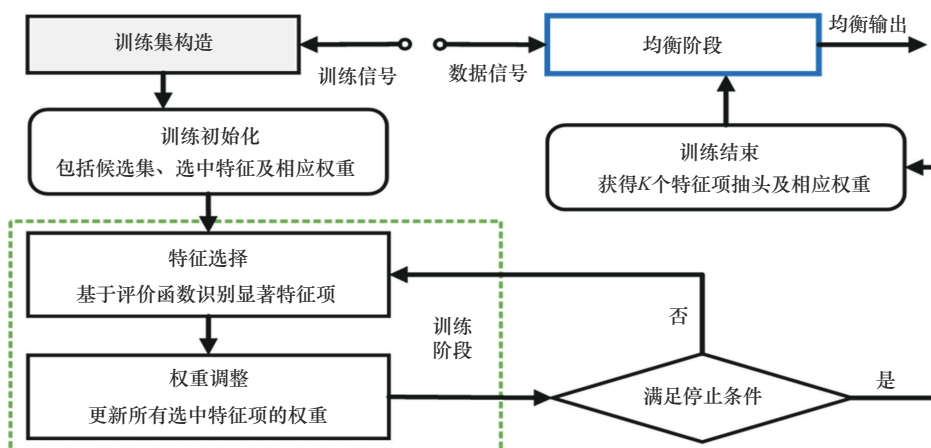 训练集构造
训练信号
数据信号
均衡阶段
均衡输出
训练初始化
包括候选集、选中特征及相应权重
训练结束
获得K个特征项抽头及相应权重
特征选择
基于评价函数识别显著特征项
训练
阶段
否
权重调整
更新所有选中特征项的权重
满足停止条件
是